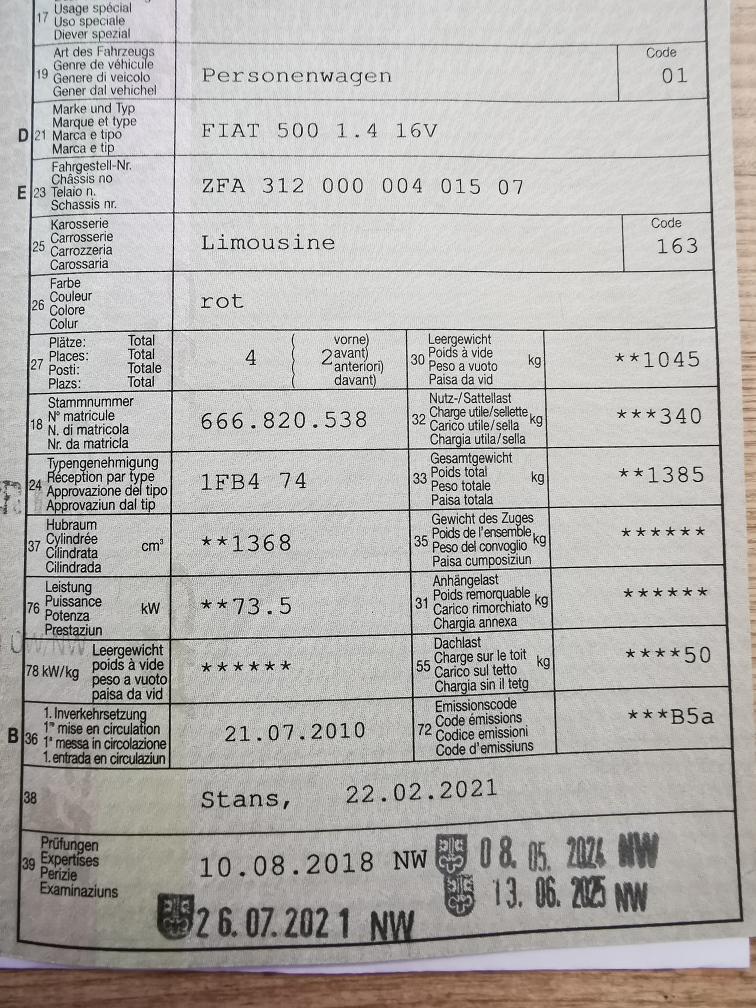 17 Usage spécial
Uso speciale
Diever spezial
19 Art des Fahrzeugs
Genre de véhicule
Genere di veicolo
Gener dal vehichel
Personenwagen
Code
01
D 21 Marke und Typ
Marque et type
Marca e tipo
Marca e tip
FIAT 500 1.4 16V
E 23 Fahrgestell-Nr.
Châssis no
Telaio n.
Schassis nr.
ZFA 312 000 004 015 07
25 Karosserie
Carrosserie
Carrozzeria
Carossaria
Limousine
Code
163
26 Farbe
Couleur
Colore
Colur
rot
27 Plätze: Total
Places: Total
Posti: Totale
Plazs: Total
4 ( 2 vorne)
avant)
anteriori)
davant)
30 Leergewicht
Poids à vide kg
Peso a vuoto
Paisa da vid
**1045
18 Stammnummer
N° matricule
N. di matricola
Nr. da matricla
666.820.538
32 Nutz-/Sattellast
Charge utile/sellette kg
Carico utile/sella
Chargia utila/sella
***340
24 Typengenehmigung
Réception par type
Approvazione del tipo
Approvaziun dal tip
1FB4 74
33 Gesamtgewicht
Poids total kg
Peso totale
Paisa totala
**1385
37 Hubraum
Cylindrée cm³
Cilindrata
Cilindrada
**1368
35 Gewicht des Zuges
Poids de l'ensemble kg
Peso del convoglio
Paisa cumposiziun
******
76 Leistung
Puissance kW
Potenza
Prestaziun
**73.5
31 Anhängelast
Poids remorquable kg
Carico rimorchiato
Chargia annexa
******
78 kW/kg Leergewicht
poids à vide
peso a vuoto
paisa da vid
******
55 Dachlast
Charge sur le toit kg
Carico sul tetto
Chargia sin il tetg
****50
B 36 1. Inverkehrsetzung
1re mise en circulation
1a messa in circolazione
1. entrada en circulaziun
21.07.2010
72 Emissionscode
Code émissions
Codice emissioni
Code d'emissiuns
***B5a
38 Stans, 22.02.2021
39 Prüfungen
Expertises
Perizie
Examinaziuns
10.08.2018 NW
08. 05. 2024 NW
13. 06. 2025 NW
26.07.2021 NW